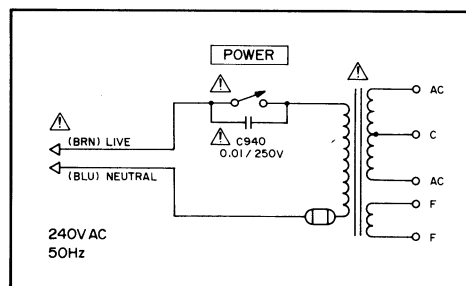 POWER
AC
C940
0.01/250V
C
(BRN) LIVE
(BLU) NEUTRAL
AC
F
240V AC
50Hz
F